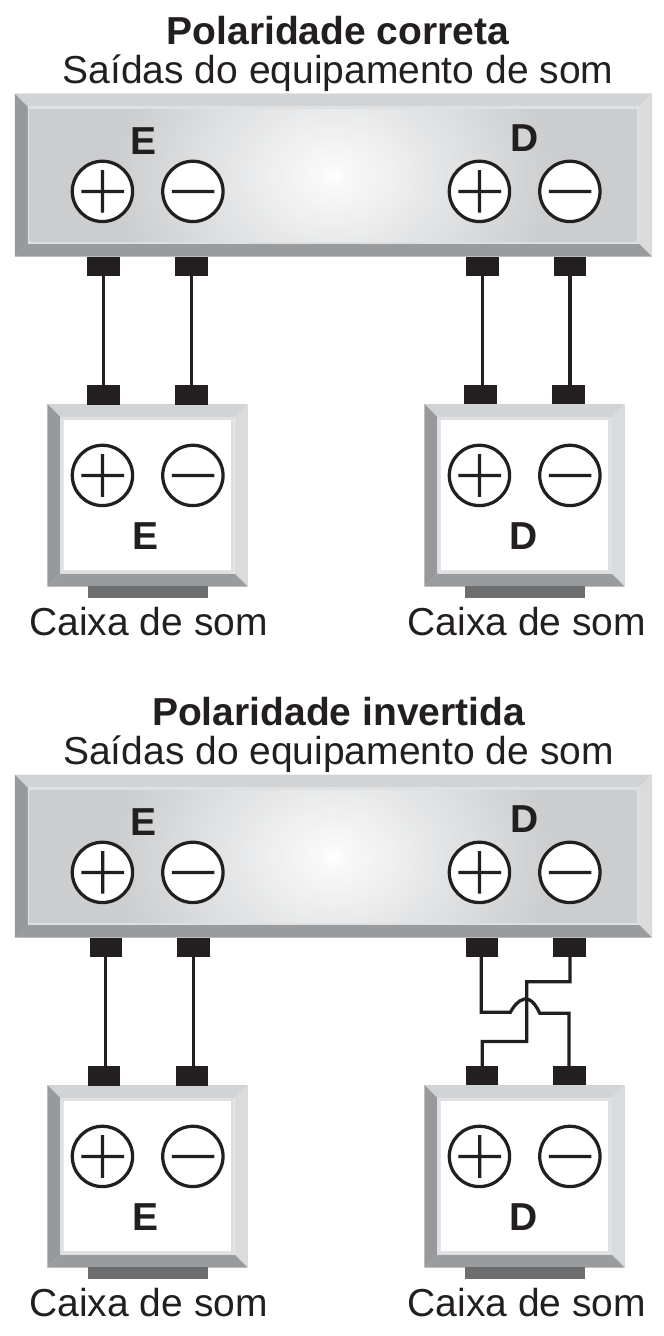 Polaridade correta
Saídas do equipamento de som
E D
+ − + −
+ − + −
E D
Caixa de som Caixa de som
Polaridade invertida
Saídas do equipamento de som
E D
+ − + −
+ − + −
E D
Caixa de som Caixa de som